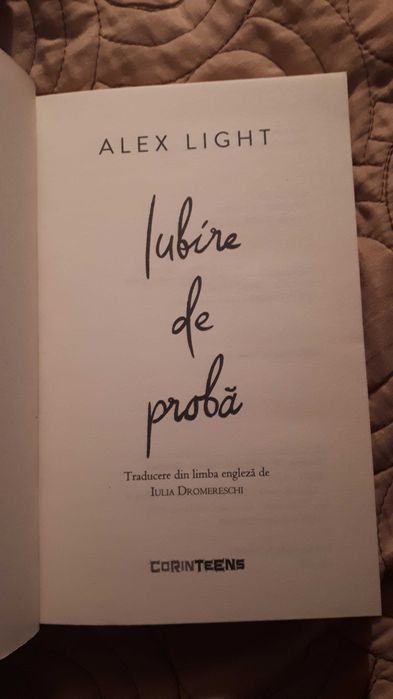 ALEX LIGHT
Iubire
de
probă
Traducere din limba engleză de
IULIA DROMERESCHI
CORINTEENS